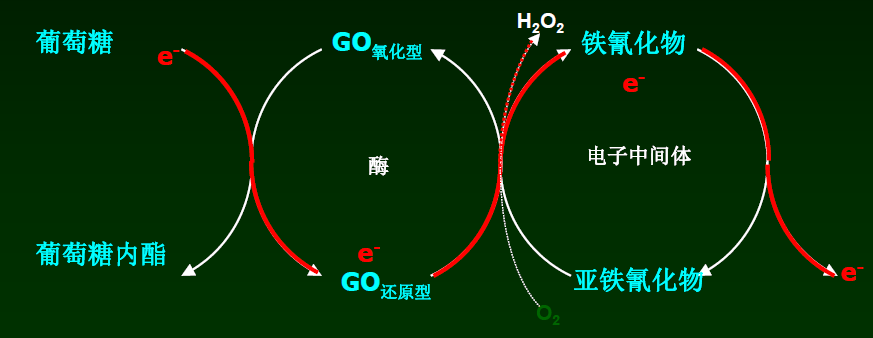 葡萄糖
e-
GO氧化型
H2O2
铁氰化物
e-
酶
电子中间体
葡萄糖内酯
e-
GO还原型
亚铁氰化物
e-
O2